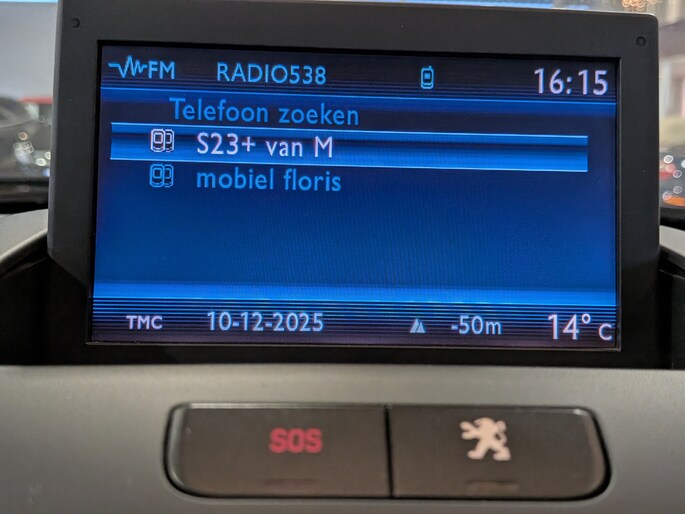 FM RADIO538 16:15
Telefoon zoeken
S23+ van M
mobiel floris
TMC 10-12-2025 -50m 14° C
SOS